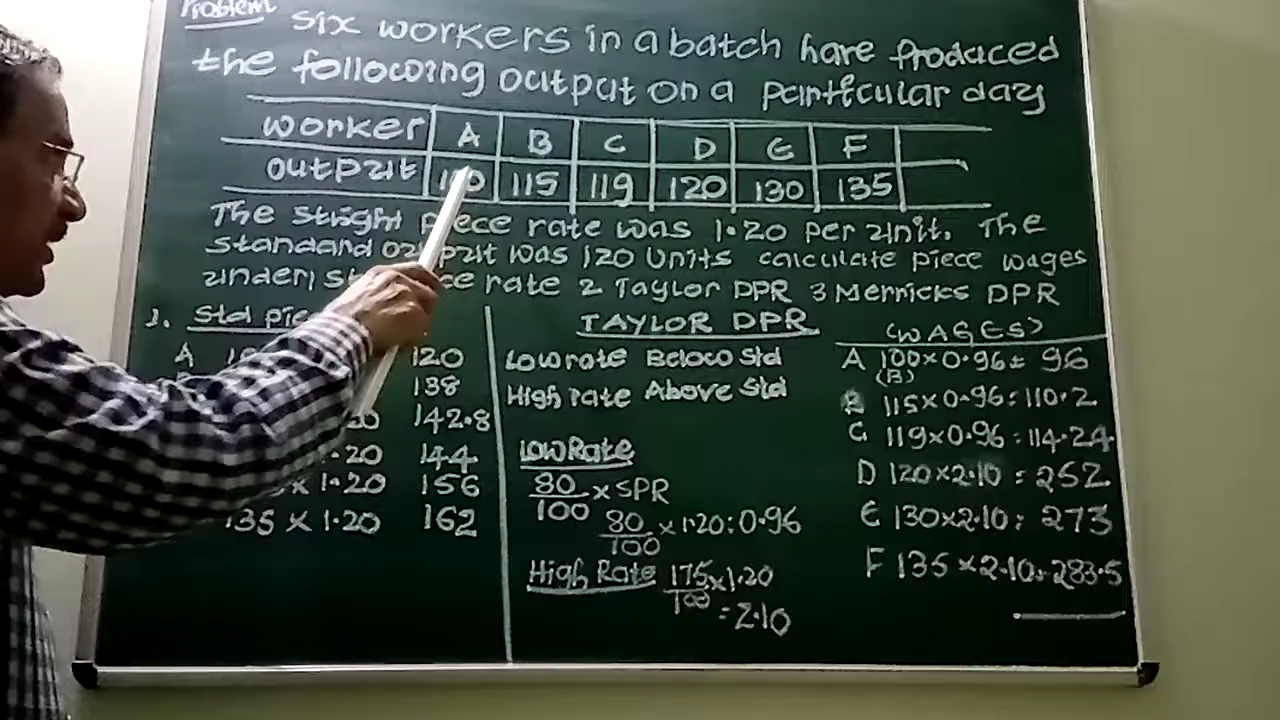 Problem six workers in a batch have produced
the following output on a particular day
worker A B C D E F
output 115 119 120 130 135
The stright piece rate was 1.20 per unit. The
standard output was 120 units calculate piece wages
under rate 2 Taylor DPR 3 Merricks DPR
1. Std
A 120
138
142.8
.20 144
x 1.20 156
135 x 1.20 162
TAYLOR DPR
Low rate Below Std
High rate Above Std
Low Rate
80/100 x SPR
80/100 x 1.20 : 0.96
High Rate 175/100 x 1.20
= 2.10
(WAGES)
A 100 x 0.96 = 96
(B)
B 115 x 0.96 : 110.2
C 119 x 0.96 : 114.24
D 120 x 2.10 = 252
E 130 x 2.10 : 273
F 135 x 2.10 = 283.5